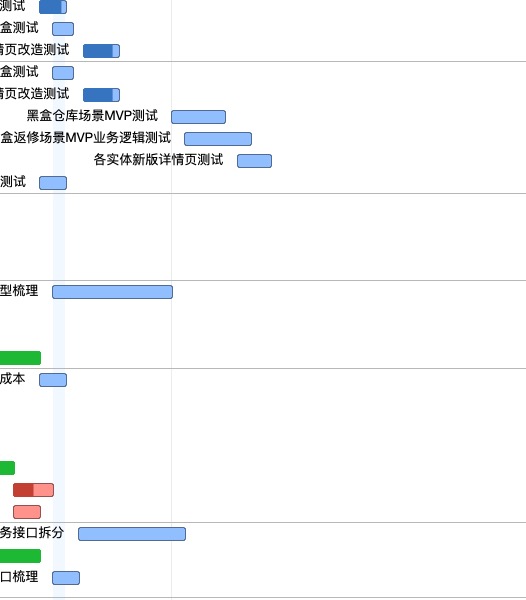 测试
盒测试
情页改造测试
盒测试
情页改造测试
黑盒仓库场景MVP测试
盒返修场景MVP业务逻辑测试
各实体新版详情页测试
测试
型梳理
成本
务接口拆分
口梳理